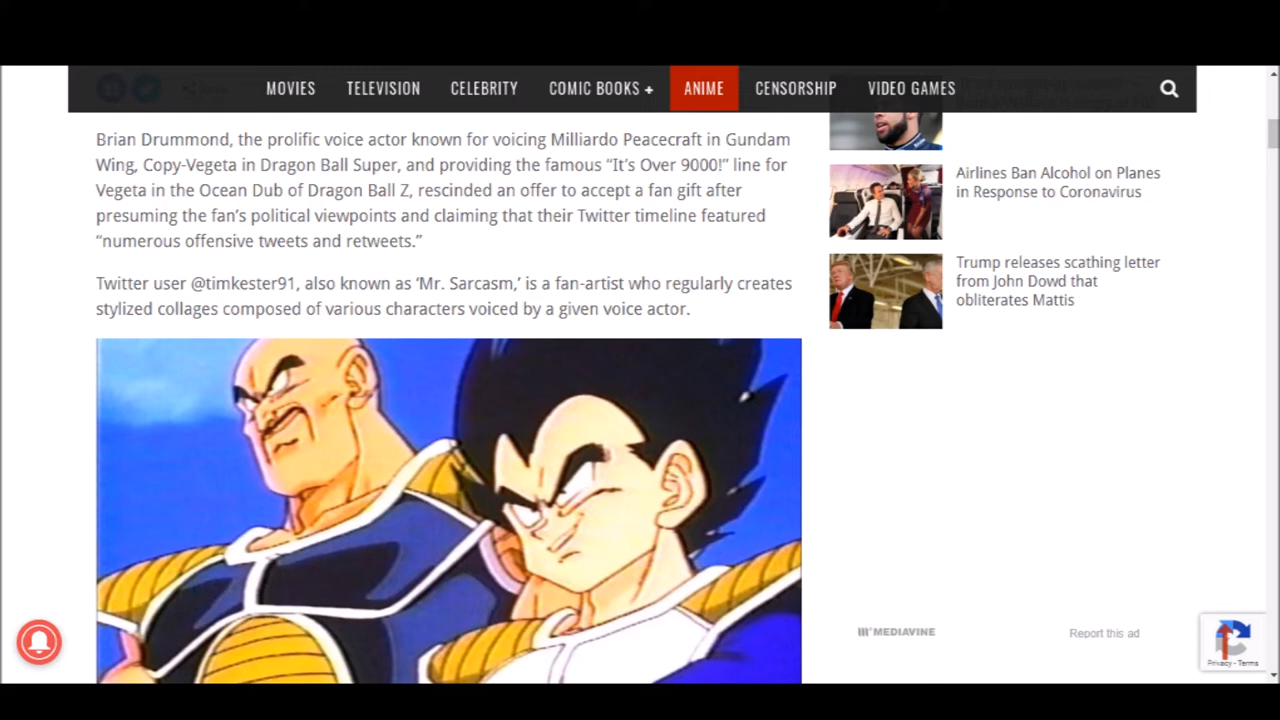 MOVIES TELEVISION CELEBRITY COMIC BOOKS + ANIME CENSORSHIP VIDEO GAMES
Brian Drummond, the prolific voice actor known for voicing Milliardo Peacecraft in Gundam
Wing, Copy-Vegeta in Dragon Ball Super, and providing the famous “It’s Over 9000!” line for
Vegeta in the Ocean Dub of Dragon Ball Z, rescinded an offer to accept a fan gift after
presuming the fan’s political viewpoints and claiming that their Twitter timeline featured
“numerous offensive tweets and retweets.”
Twitter user @timkester91, also known as ‘Mr. Sarcasm,’ is a fan-artist who regularly creates
stylized collages composed of various characters voiced by a given voice actor.
Airlines Ban Alcohol on Planes
in Response to Coronavirus
Trump releases scathing letter
from John Dowd that
obliterates Mattis
MEDIAVINE
Report this ad
Privacy - Terms